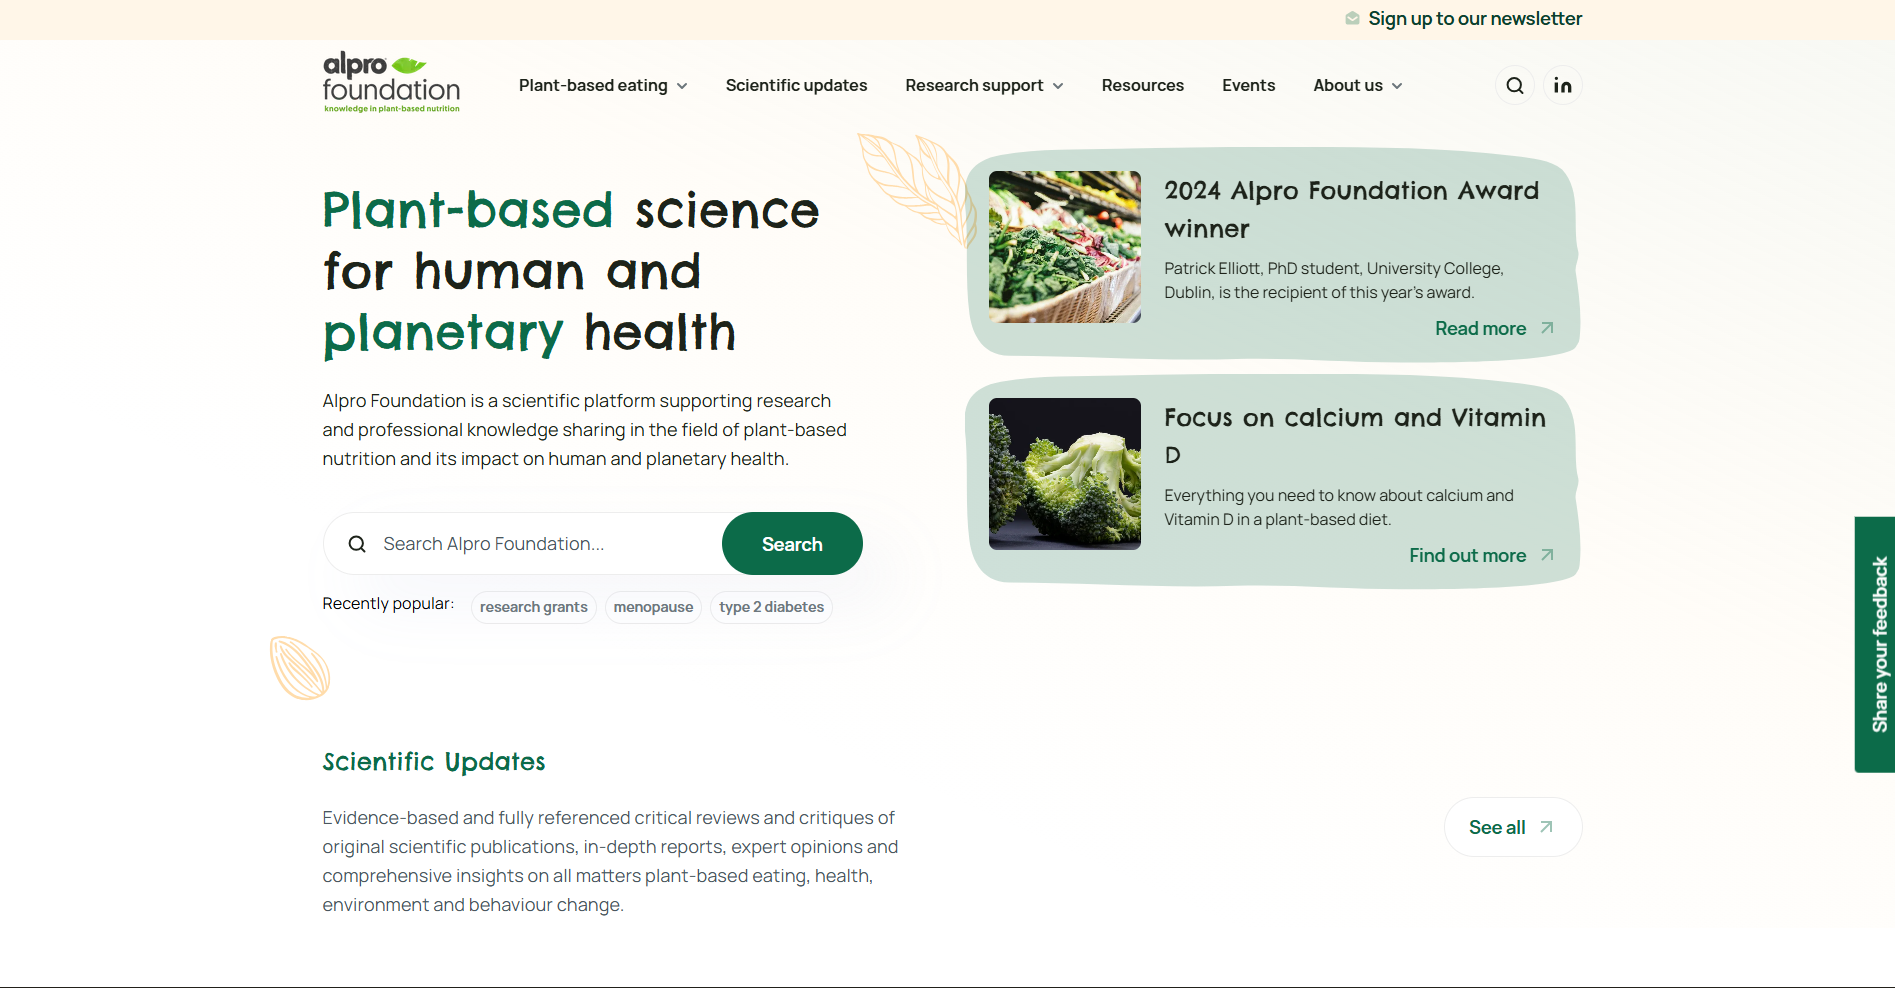 Sign up to our newsletter
alpro
foundation
knowledge in plant-based nutrition
Plant-based eating
Scientific updates
Research support
Resources
Events
About us
in
Plant-based science
for human and
planetary health
Alpro Foundation is a scientific platform supporting research
and professional knowledge sharing in the field of plant-based
nutrition and its impact on human and planetary health.
Search Alpro Foundation...
Search
Recently popular:
research grants
menopause
type 2 diabetes
2024 Alpro Foundation Award
winner
Patrick Elliott, PhD student, University College,
Dublin, is the recipient of this year's award.
Read more
Focus on calcium and Vitamin
D
Everything you need to know about calcium and
Vitamin D in a plant-based diet.
Find out more
Share your feedback
Scientific Updates
Evidence-based and fully referenced critical reviews and critiques of
original scientific publications, in-depth reports, expert opinions and
comprehensive insights on all matters plant-based eating, health,
environment and behaviour change.
See all